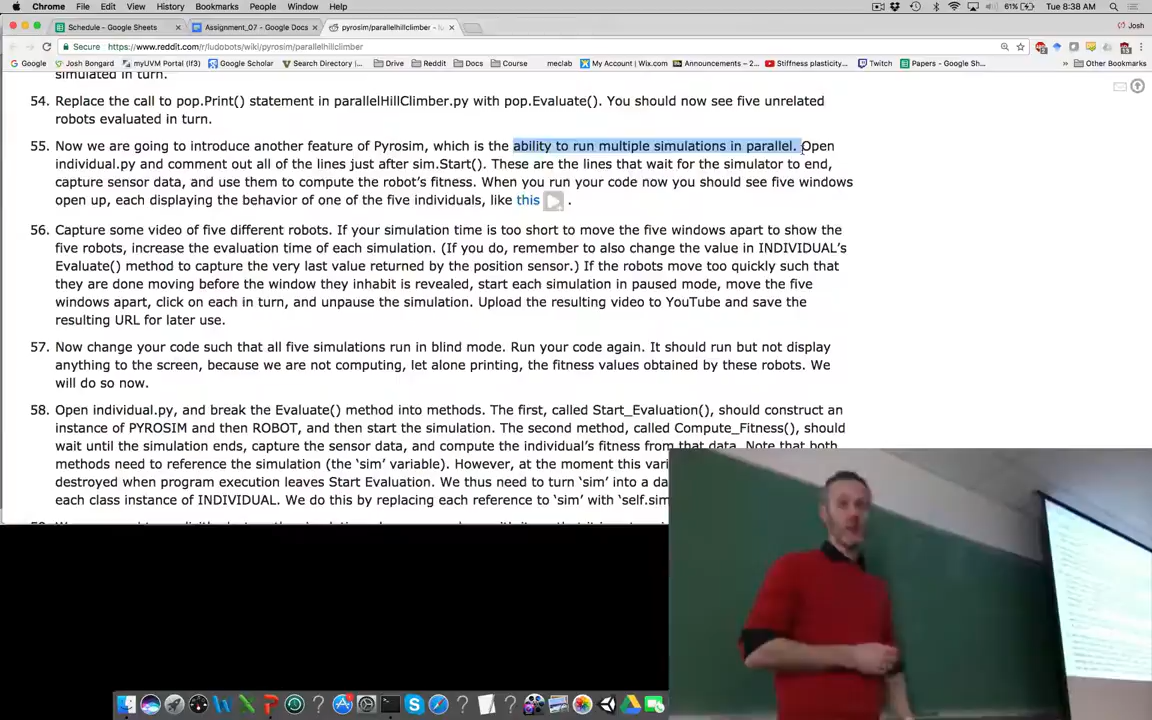 Chrome File Edit View History Bookmarks People Window Help
61% Tue 8:38 AM
Schedule - Google Sheets
Assignment_07 - Google Docs
pyrosim/parallelhillclimber - lu
Josh
Secure https://www.reddit.com/r/ludobots/wiki/pyrosim/parallelhillclimber
Google Josh Bongard myUVM Portal (if3) Google Scholar Search Directory (3.1... Drive Reddit Docs Course meclab My Account | Wix.com Stiffness plasticity... Twitch Papers - Google Sh... Other Bookmarks
simulated in turn.
54. Replace the call to pop.Print() statement in parallelHillClimber.py with pop.Evaluate(). You should now see five unrelated
robots evaluated in turn.
55. Now we are going to introduce another feature of Pyrosim, which is the ability to run multiple simulations in parallel. Open
individual.py and comment out all of the lines just after sim.Start(). These are the lines that wait for the simulator to end,
capture sensor data, and use them to compute the robot's fitness. When you run your code now you should see five windows
open up, each displaying the behavior of one of the five individuals, like this .
56. Capture some video of five different robots. If your simulation time is too short to move the five windows apart to show the
five robots, increase the evaluation time of each simulation. (If you do, remember to also change the value in INDIVIDUAL's
Evaluate() method to capture the very last value returned by the position sensor.) If the robots move too quickly such that
they are done moving before the window they inhabit is revealed, start each simulation in paused mode, move the five
windows apart, click on each in turn, and unpause the simulation. Upload the resulting video to YouTube and save the
resulting URL for later use.
57. Now change your code such that all five simulations run in blind mode. Run your code again. It should run but not display
anything to the screen, because we are not computing, let alone printing, the fitness values obtained by these robots. We
will do so now.
58. Open individual.py, and break the Evaluate() method into methods. The first, called Start_Evaluation(), should construct an
instance of PYROSIM and then ROBOT, and then start the simulation. The second method, called Compute_Fitness(), should
wait until the simulation ends, capture the sensor data, and compute the individual's fitness from that data. Note that both
methods need to reference the simulation (the 'sim' variable). However, at the moment this vari
destroyed when program execution leaves Start Evaluation. We thus need to turn 'sim' into a da
each class instance of INDIVIDUAL. We do this by replacing each reference to 'sim' with 'self.sim